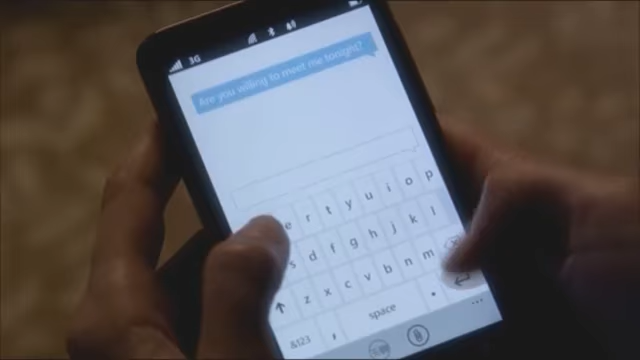 3G
Are you willing to meet me tonight?
e r t y u i o p
s d f g h j k l
z x c v b n m
&123 , space .
...